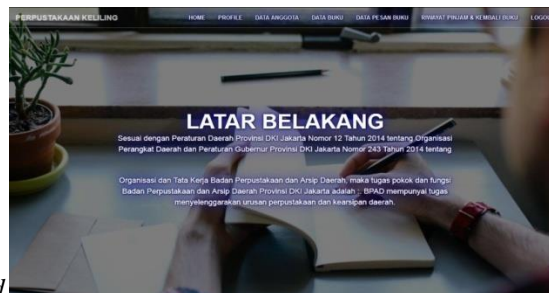 PERPUSTAKAAN KELILING
HOME PROFILE DATA ANGGOTA DATA BUKU DATA PESAN BUKU RIWAYAT PINJAM & KEMBALI BUKU LOGOUT
LATAR BELAKANG
Sesuai dengan Peraturan Daerah Provinsi DKI Jakarta Nomor 12 Tahun 2014 tentang Organisasi
Perangkat Daerah dan Peraturan Gubernur Provinsi DKI Jakarta Nomor 243 Tahun 2014 tentang
Organisasi dan Tata Kerja Badan Perpustakaan dan Arsip Daerah, maka tugas pokok dan fungsi
Badan Perpustakaan dan Arsip Daerah Provinsi DKI Jakarta adalah ;. BPAD mempunyai tugas
menyelenggarakan urusan perpustakaan dan kearsipan daerah.